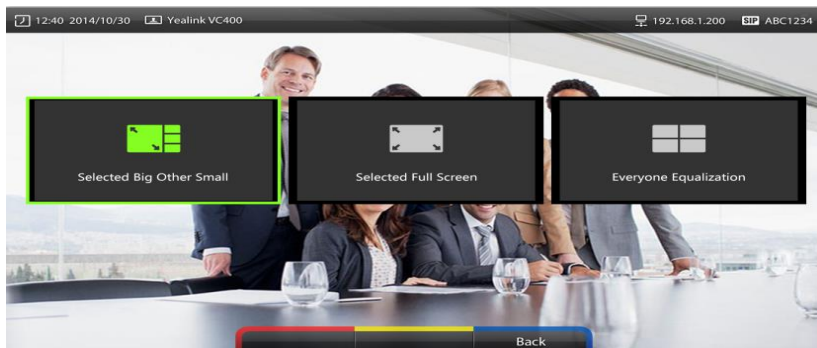 12:40 2014/10/30 Yealink VC400 192.168.1.200 SIP ABC1234
Selected Big Other Small Selected Full Screen Everyone Equalization
Back